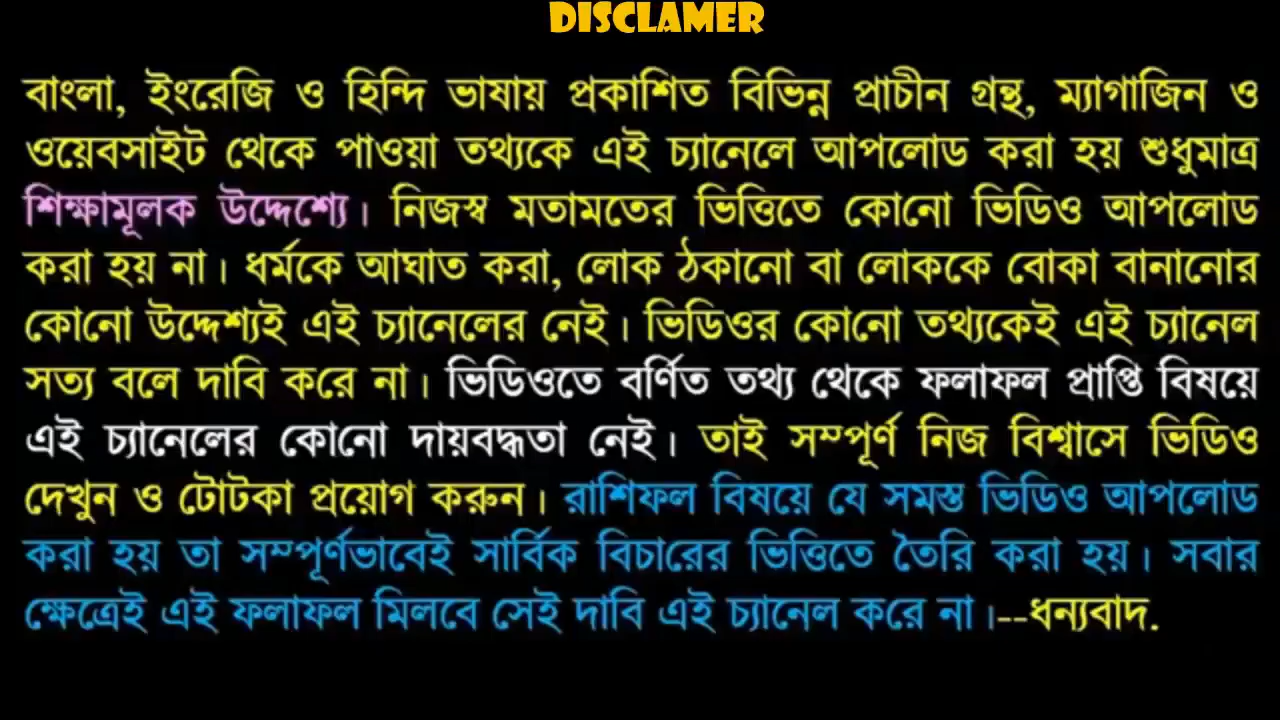 DISCLAMER
বাংলা, ইংরেজি ও হিন্দি ভাষায় প্রকাশিত বিভিন্ন প্রাচীন গ্রন্থ, ম্যাগাজিন ও
ওয়েবসাইট থেকে পাওয়া তথ্যকে এই চ্যানেলে আপলোড করা হয় শুধুমাত্র
শিক্ষামূলক উদ্দেশ্যে। নিজস্ব মতামতের ভিত্তিতে কোনো ভিডিও আপলোড
করা হয় না। ধর্মকে আঘাত করা, লোক ঠকানো বা লোককে বোকা বানানোর
কোনো উদ্দেশ্যই এই চ্যানেলের নেই। ভিডিওর কোনো তথ্যকেই এই চ্যানেল
সত্য বলে দাবি করে না। ভিডিওতে বর্ণিত তথ্য থেকে ফলাফল প্রাপ্তি বিষয়ে
এই চ্যানেলের কোনো দায়বদ্ধতা নেই। তাই সম্পূর্ণ নিজ বিশ্বাসে ভিডিও
দেখুন ও টোটকা প্রয়োগ করুন। রাশিফল বিষয়ে যে সমস্ত ভিডিও আপলোড
করা হয় তা সম্পূর্ণভাবেই সার্বিক বিচারের ভিত্তিতে তৈরি করা হয়। সবার
ক্ষেত্রেই এই ফলাফল মিলবে সেই দাবি এই চ্যানেল করে না।--ধন্যবাদ.